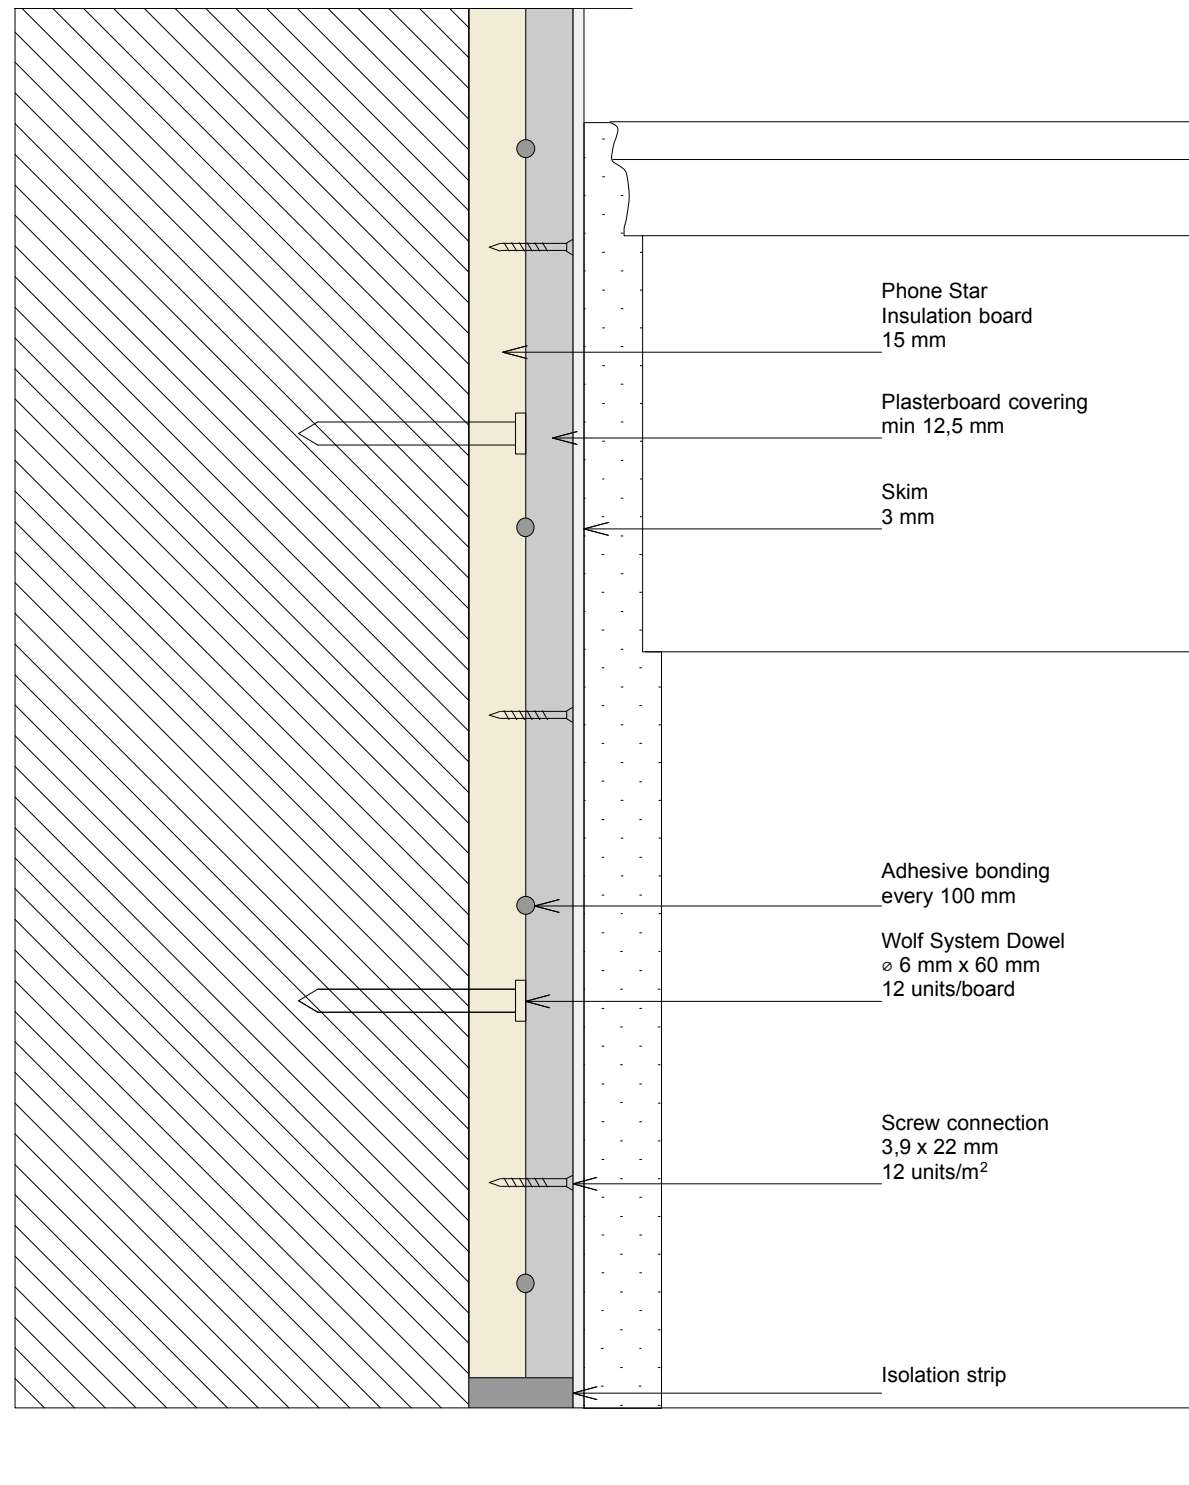 Phone Star
Insulation board
15 mm
Plasterboard covering
min 12,5 mm
Skim
3 mm
Adhesive bonding
every 100 mm
Wolf System Dowel
⌀ 6 mm x 60 mm
12 units/board
Screw connection
3,9 x 22 mm
12 units/m²
Isolation strip